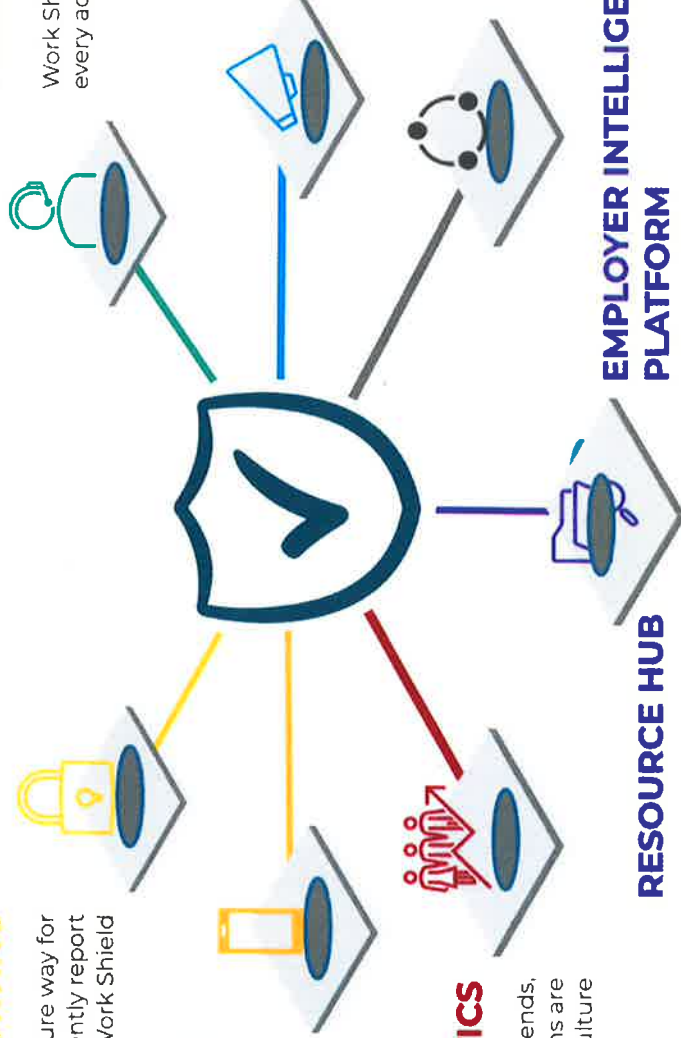 Work Sh
every ac
ure way for
ntly report
Work Shield
ICS
ends,
ns are
lture
RESOURCE HUB
EMPLOYER INTELLIGE
PLATFORM